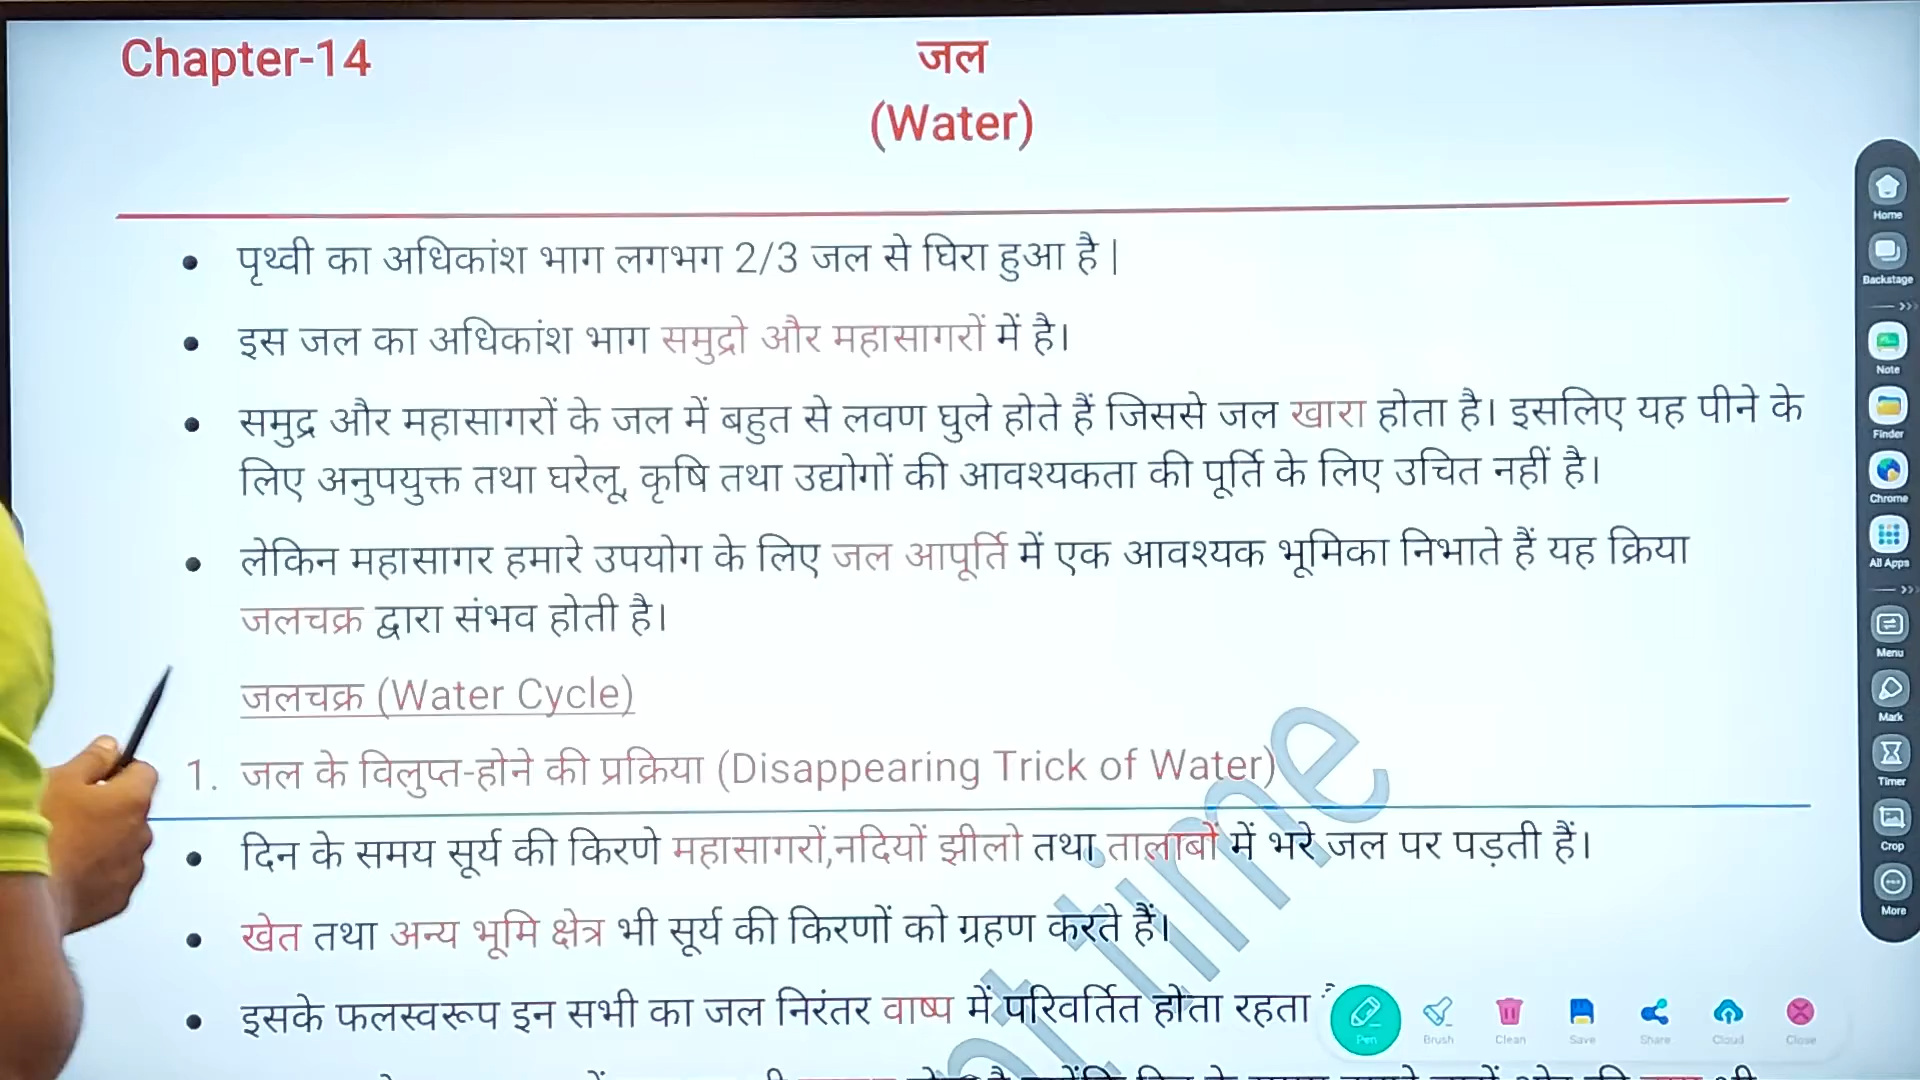 Chapter-14
जल
(Water)
• पृथ्वी का अधिकांश भाग लगभग 2/3 जल से घिरा हुआ है |
• इस जल का अधिकांश भाग समुद्रो और महासागरों में है।
• समुद्र और महासागरों के जल में बहुत से लवण घुले होते हैं जिससे जल खारा होता है। इसलिए यह पीने के
लिए अनुपयुक्त तथा घरेलू, कृषि तथा उद्योगों की आवश्यकता की पूर्ति के लिए उचित नहीं है।
• लेकिन महासागर हमारे उपयोग के लिए जल आपूर्ति में एक आवश्यक भूमिका निभाते हैं यह क्रिया
जलचक्र द्वारा संभव होती है।
जलचक्र (Water Cycle)
1. जल के विलुप्त-होने की प्रक्रिया (Disappearing Trick of Water)
• दिन के समय सूर्य की किरणे महासागरों,नदियों झीलो तथा तालाबों में भरे जल पर पड़ती हैं।
• खेत तथा अन्य भूमि क्षेत्र भी सूर्य की किरणों को ग्रहण करते हैं।
• इसके फलस्वरूप इन सभी का जल निरंतर वाष्प में परिवर्तित होता रहता
time
Home
Backstage
Note
Finder
Chrome
All Apps
Menu
Mark
Timer
Crop
More
Pen
Brush
Clean
Save
Share
Cloud
Close